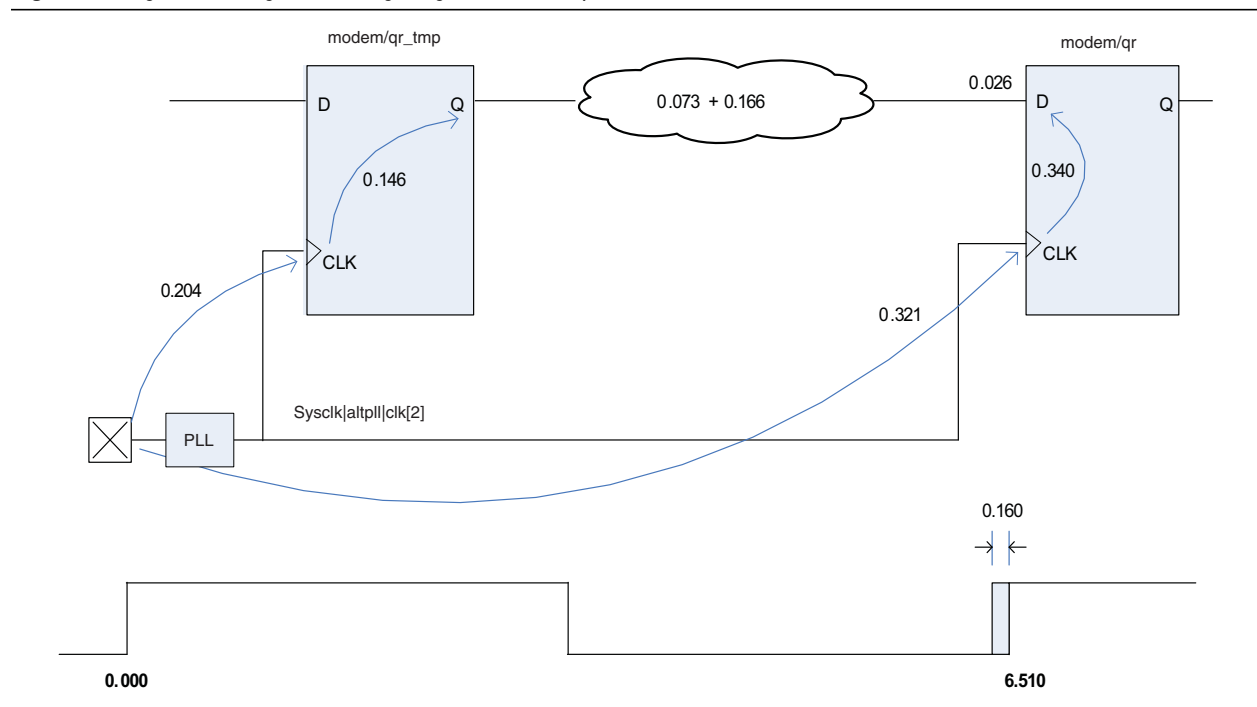 modem/qr_tmp
modem/qr
D
Q
0.073 + 0.166
0.026
D
Q
0.146
0.340
CLK
CLK
0.204
0.321
Sysclk|altpll|clk[2]
PLL
0.160
0.000
6.510